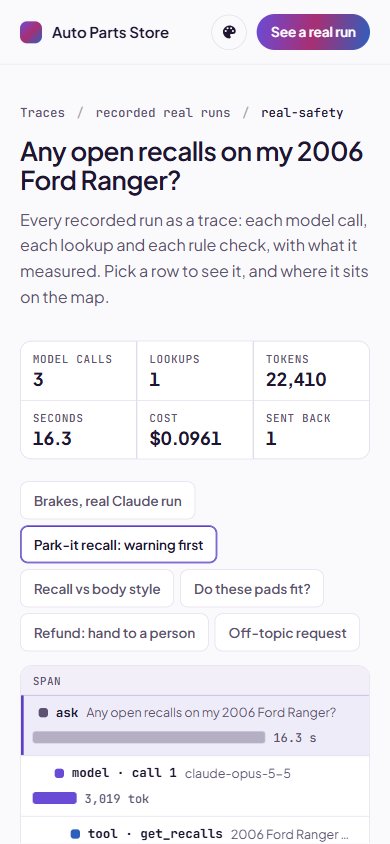 Auto Parts Store
See a real run
Traces / recorded real runs / real-safety
Any open recalls on my 2006
Ford Ranger?
Every recorded run as a trace: each model call,
each lookup and each rule check, with what it
measured. Pick a row to see it, and where it sits
on the map.
MODEL CALLS LOOKUPS TOKENS
3 1 22,410
SECONDS COST SENT BACK
16.3 $0.0961 1
Brakes, real Claude run
Park-it recall: warning first
Recall vs body style Do these pads fit?
Refund: hand to a person Off-topic request
SPAN
ask Any open recalls on my 2006 Ford Ranger?
16.3 s
model · call 1 claude-opus-5-5
3,019 tok
tool · get_recalls 2006 Ford Ranger …